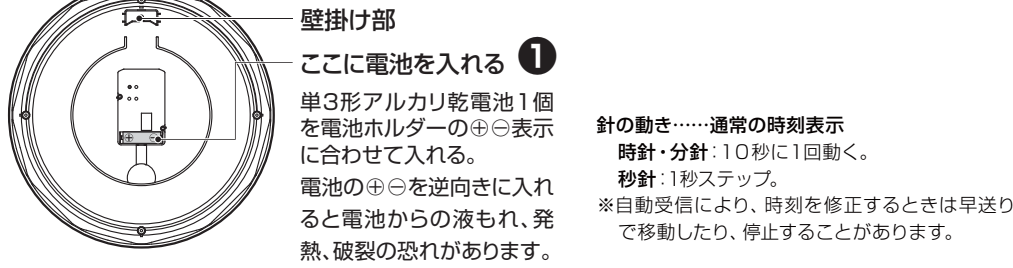 壁掛け部
ここに電池を入れる ❶
単3形アルカリ乾電池1個
を電池ホルダーの⊕⊖表示
に合わせて入れる。
電池の⊕⊖を逆向きに入れ
ると電池からの液もれ、発
熱、破裂の恐れがあります。
針の動き……通常の時刻表示
時針・分針：10秒に1回動く。
秒針：1秒ステップ。
※自動受信により、時刻を修正するときは早送り
で移動したり、停止することがあります。